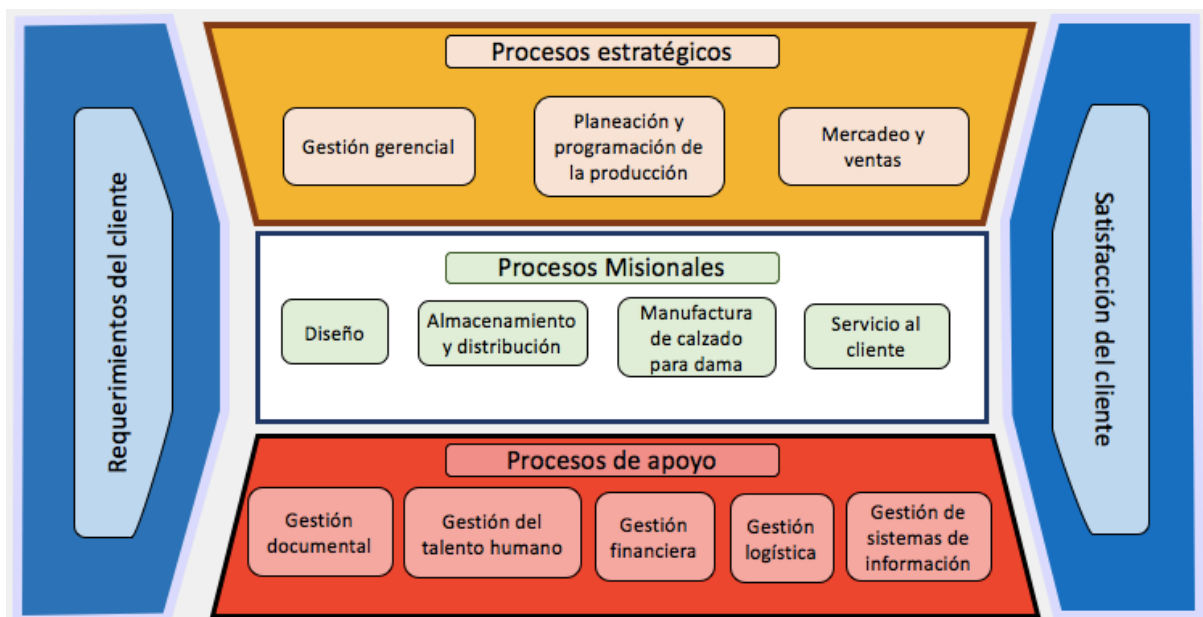 Requerimientos del cliente
Procesos estratégicos
Gestión gerencial
Planeación y
programación de
la producción
Mercadeo y
ventas
Procesos Misionales
Diseño
Almacenamiento
y distribución
Manufactura
de calzado
para dama
Servicio al
cliente
Procesos de apoyo
Gestión
documental
Gestión del
talento humano
Gestión
financiera
Gestión
logística
Gestión de
sistemas de
información
Satisfacción del cliente